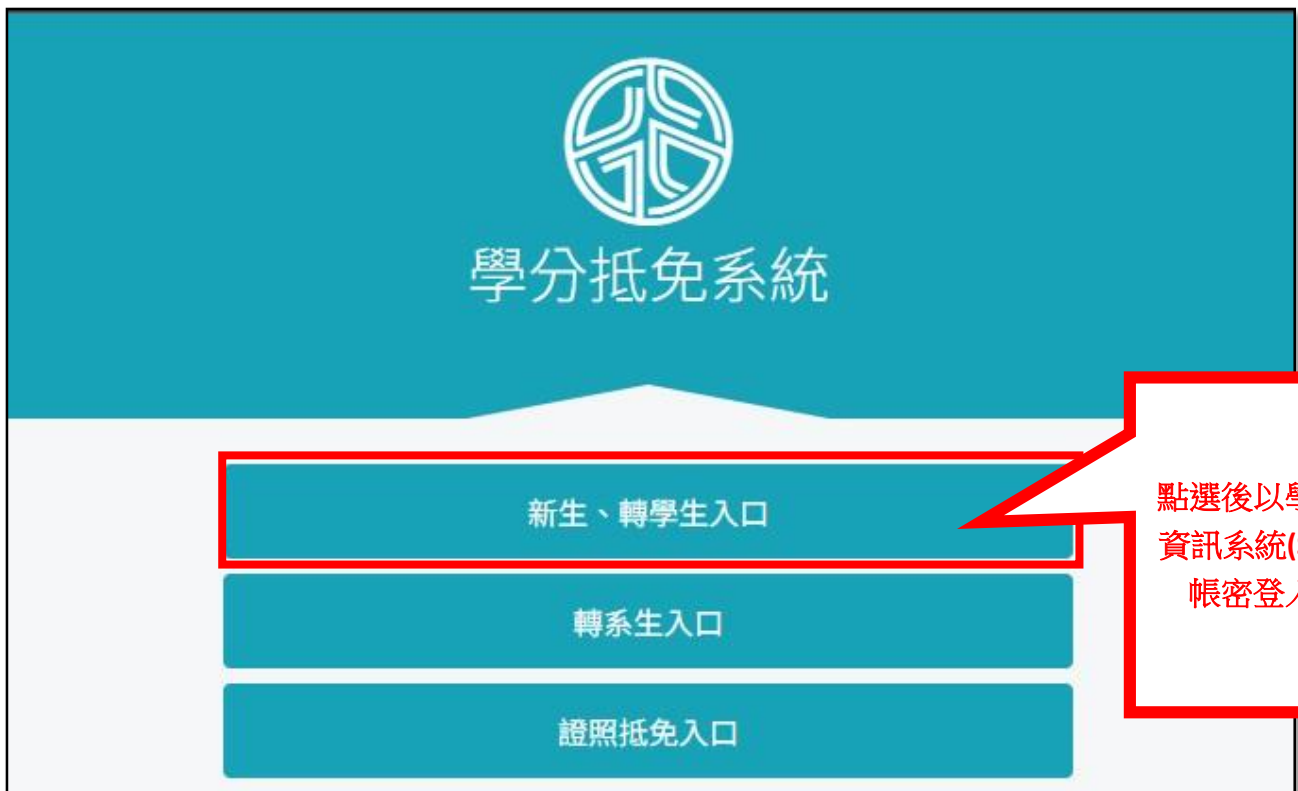 學分抵免系統
新生、轉學生入口
點選後以
資訊系統(
帳密登
轉系生入口
證照抵免入口